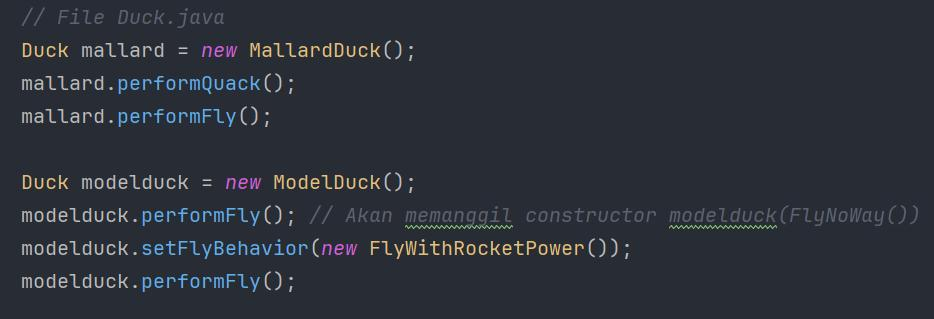 // File Duck.java
Duck mallard = new MallardDuck();
mallard.performQuack();
mallard.performFly();
Duck modelduck = new ModelDuck();
modelduck.performFly(); // Akan memanggil constructor modelduck(FlyNoWay())
modelduck.setFlyBehavior(new FlyWithRocketPower());
modelduck.performFly();